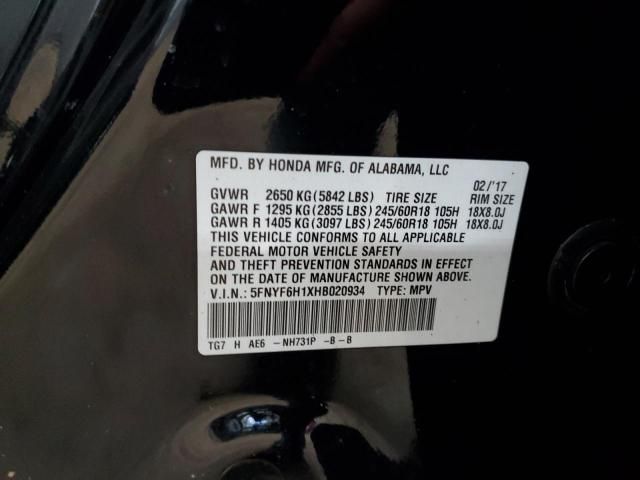 MFD. BY HONDA MFG. OF ALABAMA, LLC
02/'17
GVWR 2650 KG(5842 LBS) TIRE SIZE RIM SIZE
GAWR F 1295 KG(2855 LBS)245/60R18 105H 18X8.0J
GAWR R 1405 KG(3097 LBS)245/60R18 105H 18X8.0J
THIS VEHICLE CONFORMS TO ALL APPLICABLE
FEDERAL MOTOR VEHICLE SAFETY
AND THEFT PREVENTION STANDARDS IN EFFECT
ON THE DATE OF MANUFACTURE SHOWN ABOVE.
V.I.N.: 5FNYF6H1XHB020934 TYPE: MPV
TG7 H AE6 -NH731P -B-B